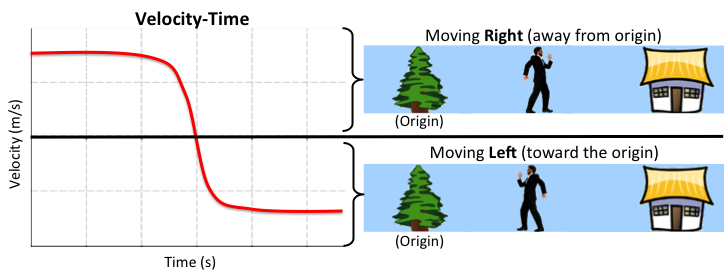 Velocity-Time
Velocity (m/s)
Time (s)
Moving Right (away from origin)
(Origin)
Moving Left (toward the origin)
(Origin)